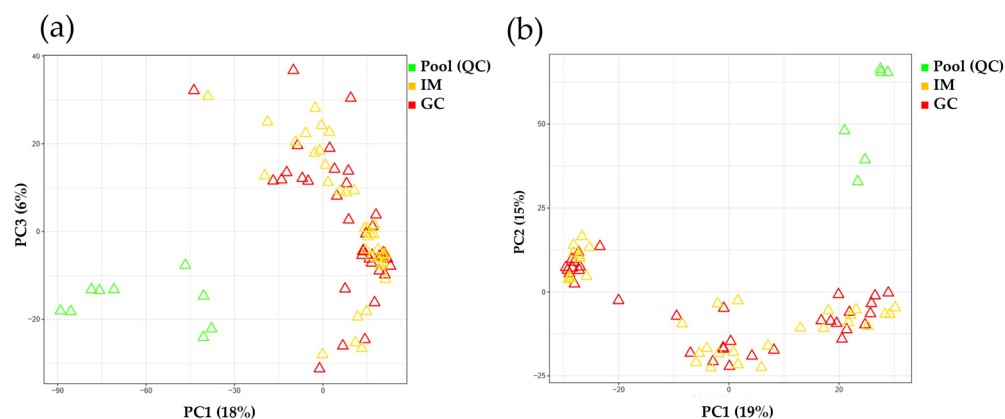 (a)
Pool (QC)
IM
GC
40
20
0
−20
PC3 (6%)
−90
−60
−30
0
PC1 (18%)
(b)
Pool (QC)
IM
GC
50
25
0
−25
PC2 (15%)
−20
0
20
PC1 (19%)